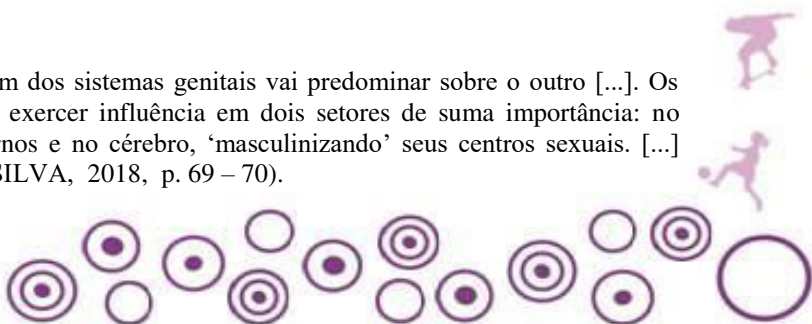 m dos sistemas genitais vai predominar sobre o outro [...]. Os
exercer influência em dois setores de suma importância: no
rnos e no cérebro, ‘masculinizando’ seus centros sexuais. [...]
SILVA, 2018, p. 69 – 70).